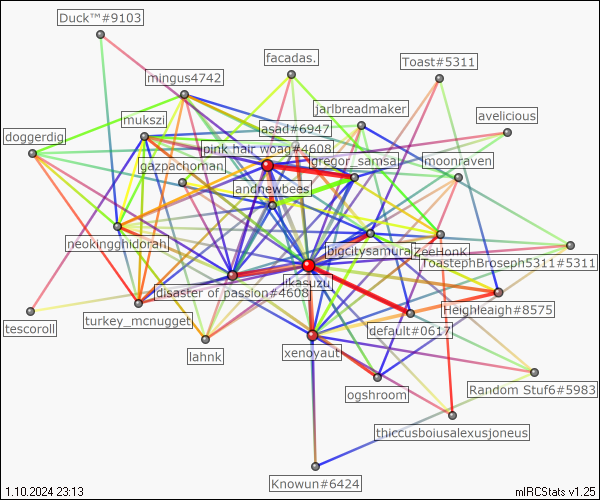 Duck™#9103
facadas.
Toast#5311
mingus4742
jarlbreadmaker
avelicious
mukszi
asad#6947
doggerdig
pink hair woag#4608
gazpachoman
gregor_samsa
moonraven
andnewbees
neokingghidorah
bigcitysamurai
ZeeHonk
ToastephBroseph5311#5311
ikasuzu
disaster of passion#4608
Heighleaigh#8575
turkey_mcnugget
tescoroll
default#0617
lahnk
xenoyaut
ogshroom
Random Stuf6#5983
thiccusboiusalexusjoneus
Knowun#6424
1.10.2024 23:13
mIRCStats v1.25